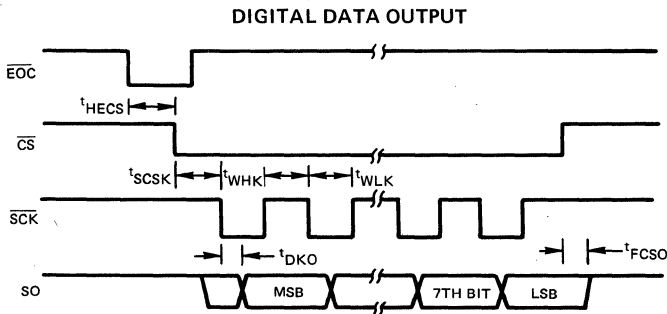 DIGITAL DATA OUTPUT
EOC
tHECS
CS
tSCSK tWHK tWLK
SCK
tDKO tFCSO
SO MSB 7TH BIT LSB